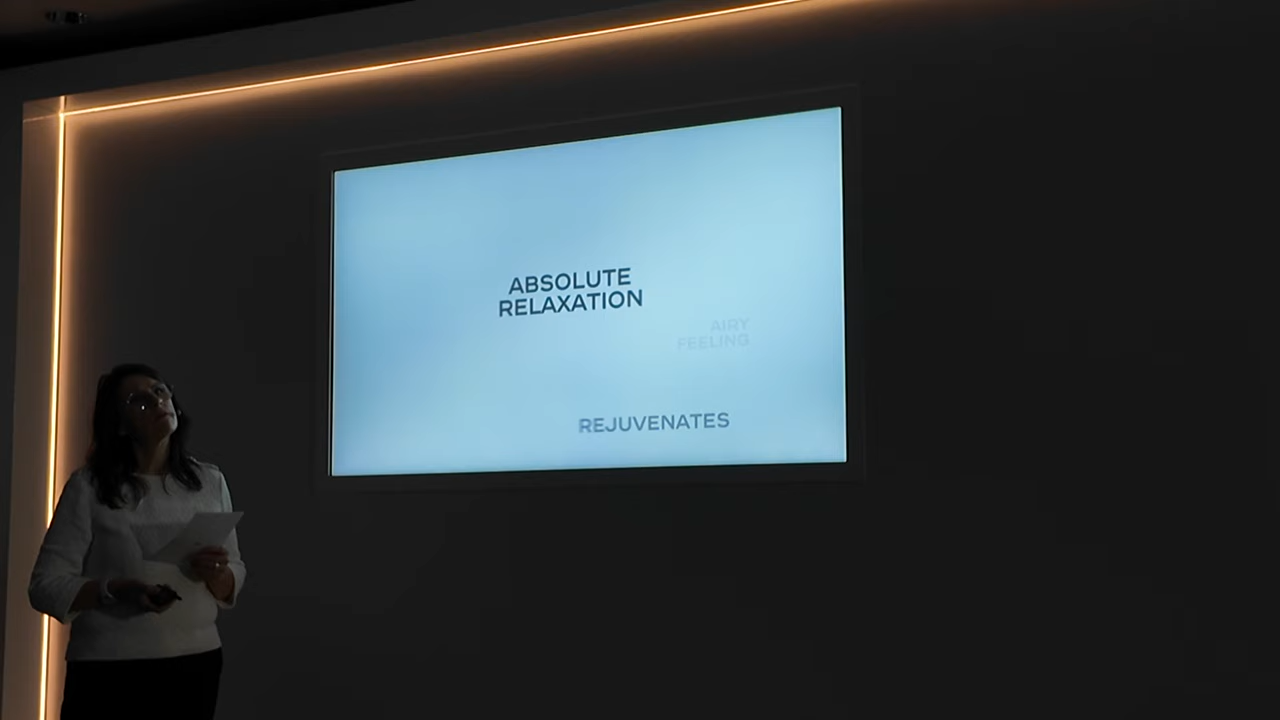 ABSOLUTE
RELAXATION
AIRY
FEELING
REJUVENATES